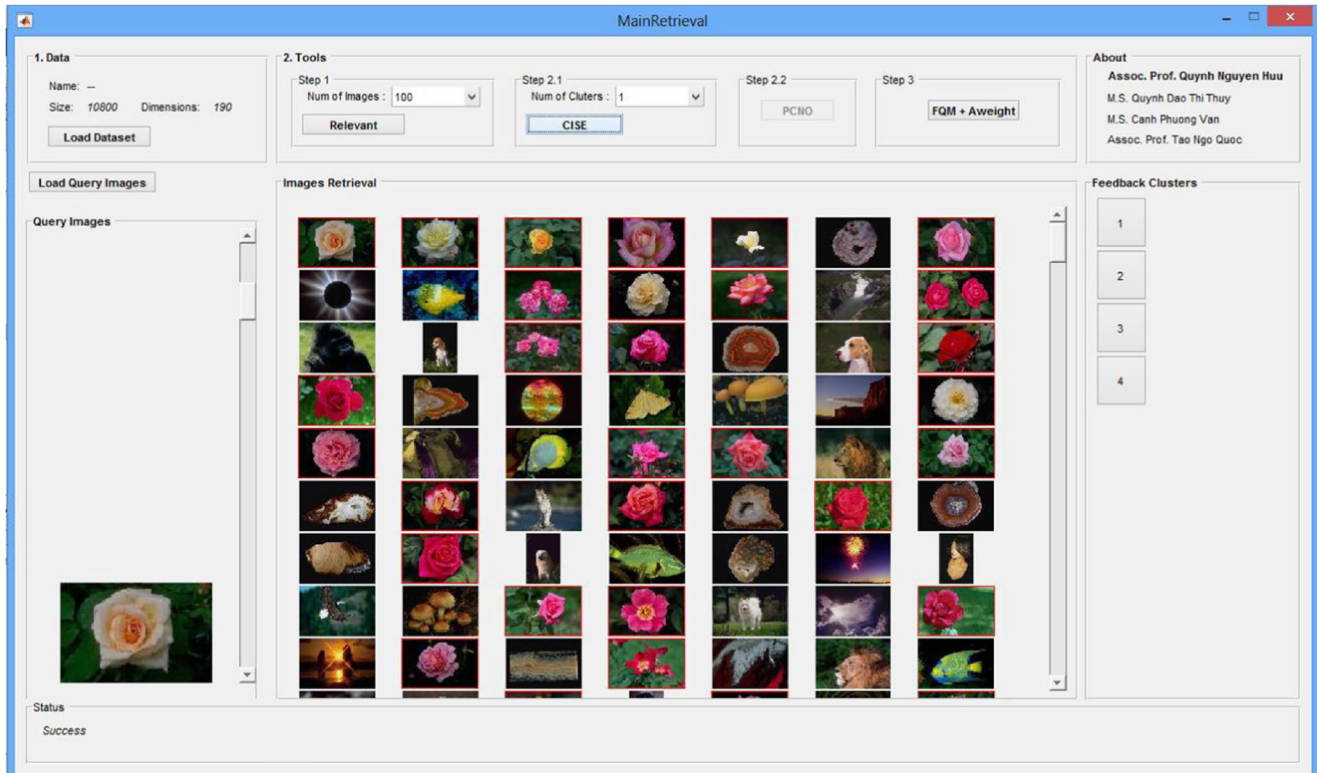 MainRetrieval
1. Data
Name: --
Size: 10800 Dimensions: 190
Load Dataset
2. Tools
Step 1
Num of Images : 100
Relevant
Step 2.1
Num of Cluters : 1
CISE
Step 2.2
PCNO
Step 3
FQM + Aweight
About
Assoc. Prof. Quynh Nguyen Huu
M.S. Quynh Dao Thi Thuy
M.S. Canh Phuong Van
Assoc. Prof. Tao Ngo Quoc
Load Query Images
Query Images
Images Retrieval
Feedback Clusters
1
2
3
4
Status
Success